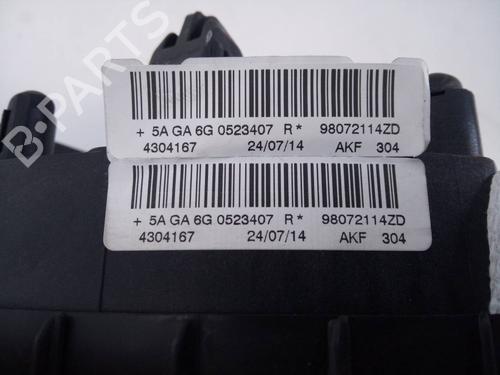 + 5A GA 6G 0523407 R* 98072114ZD
4304167 24/07/14 AKF 304
+ 5A GA 6G 0523407 R* 98072114ZD
4304167 24/07/14 AKF 304
B-PARTS